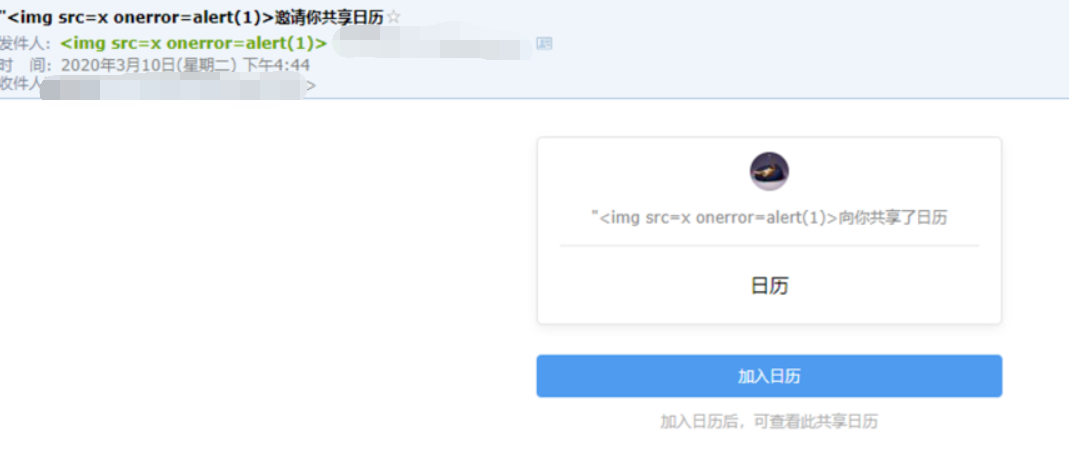 "<img src=x onerror=alert(1)>邀请你共享日历☆
发件人：<img src=x onerror=alert(1)>
时　间：2020年3月10日(星期二) 下午4:44
收件人 >
"<img src=x onerror=alert(1)>向你共享了日历
日历
加入日历
加入日历后，可查看此共享日历